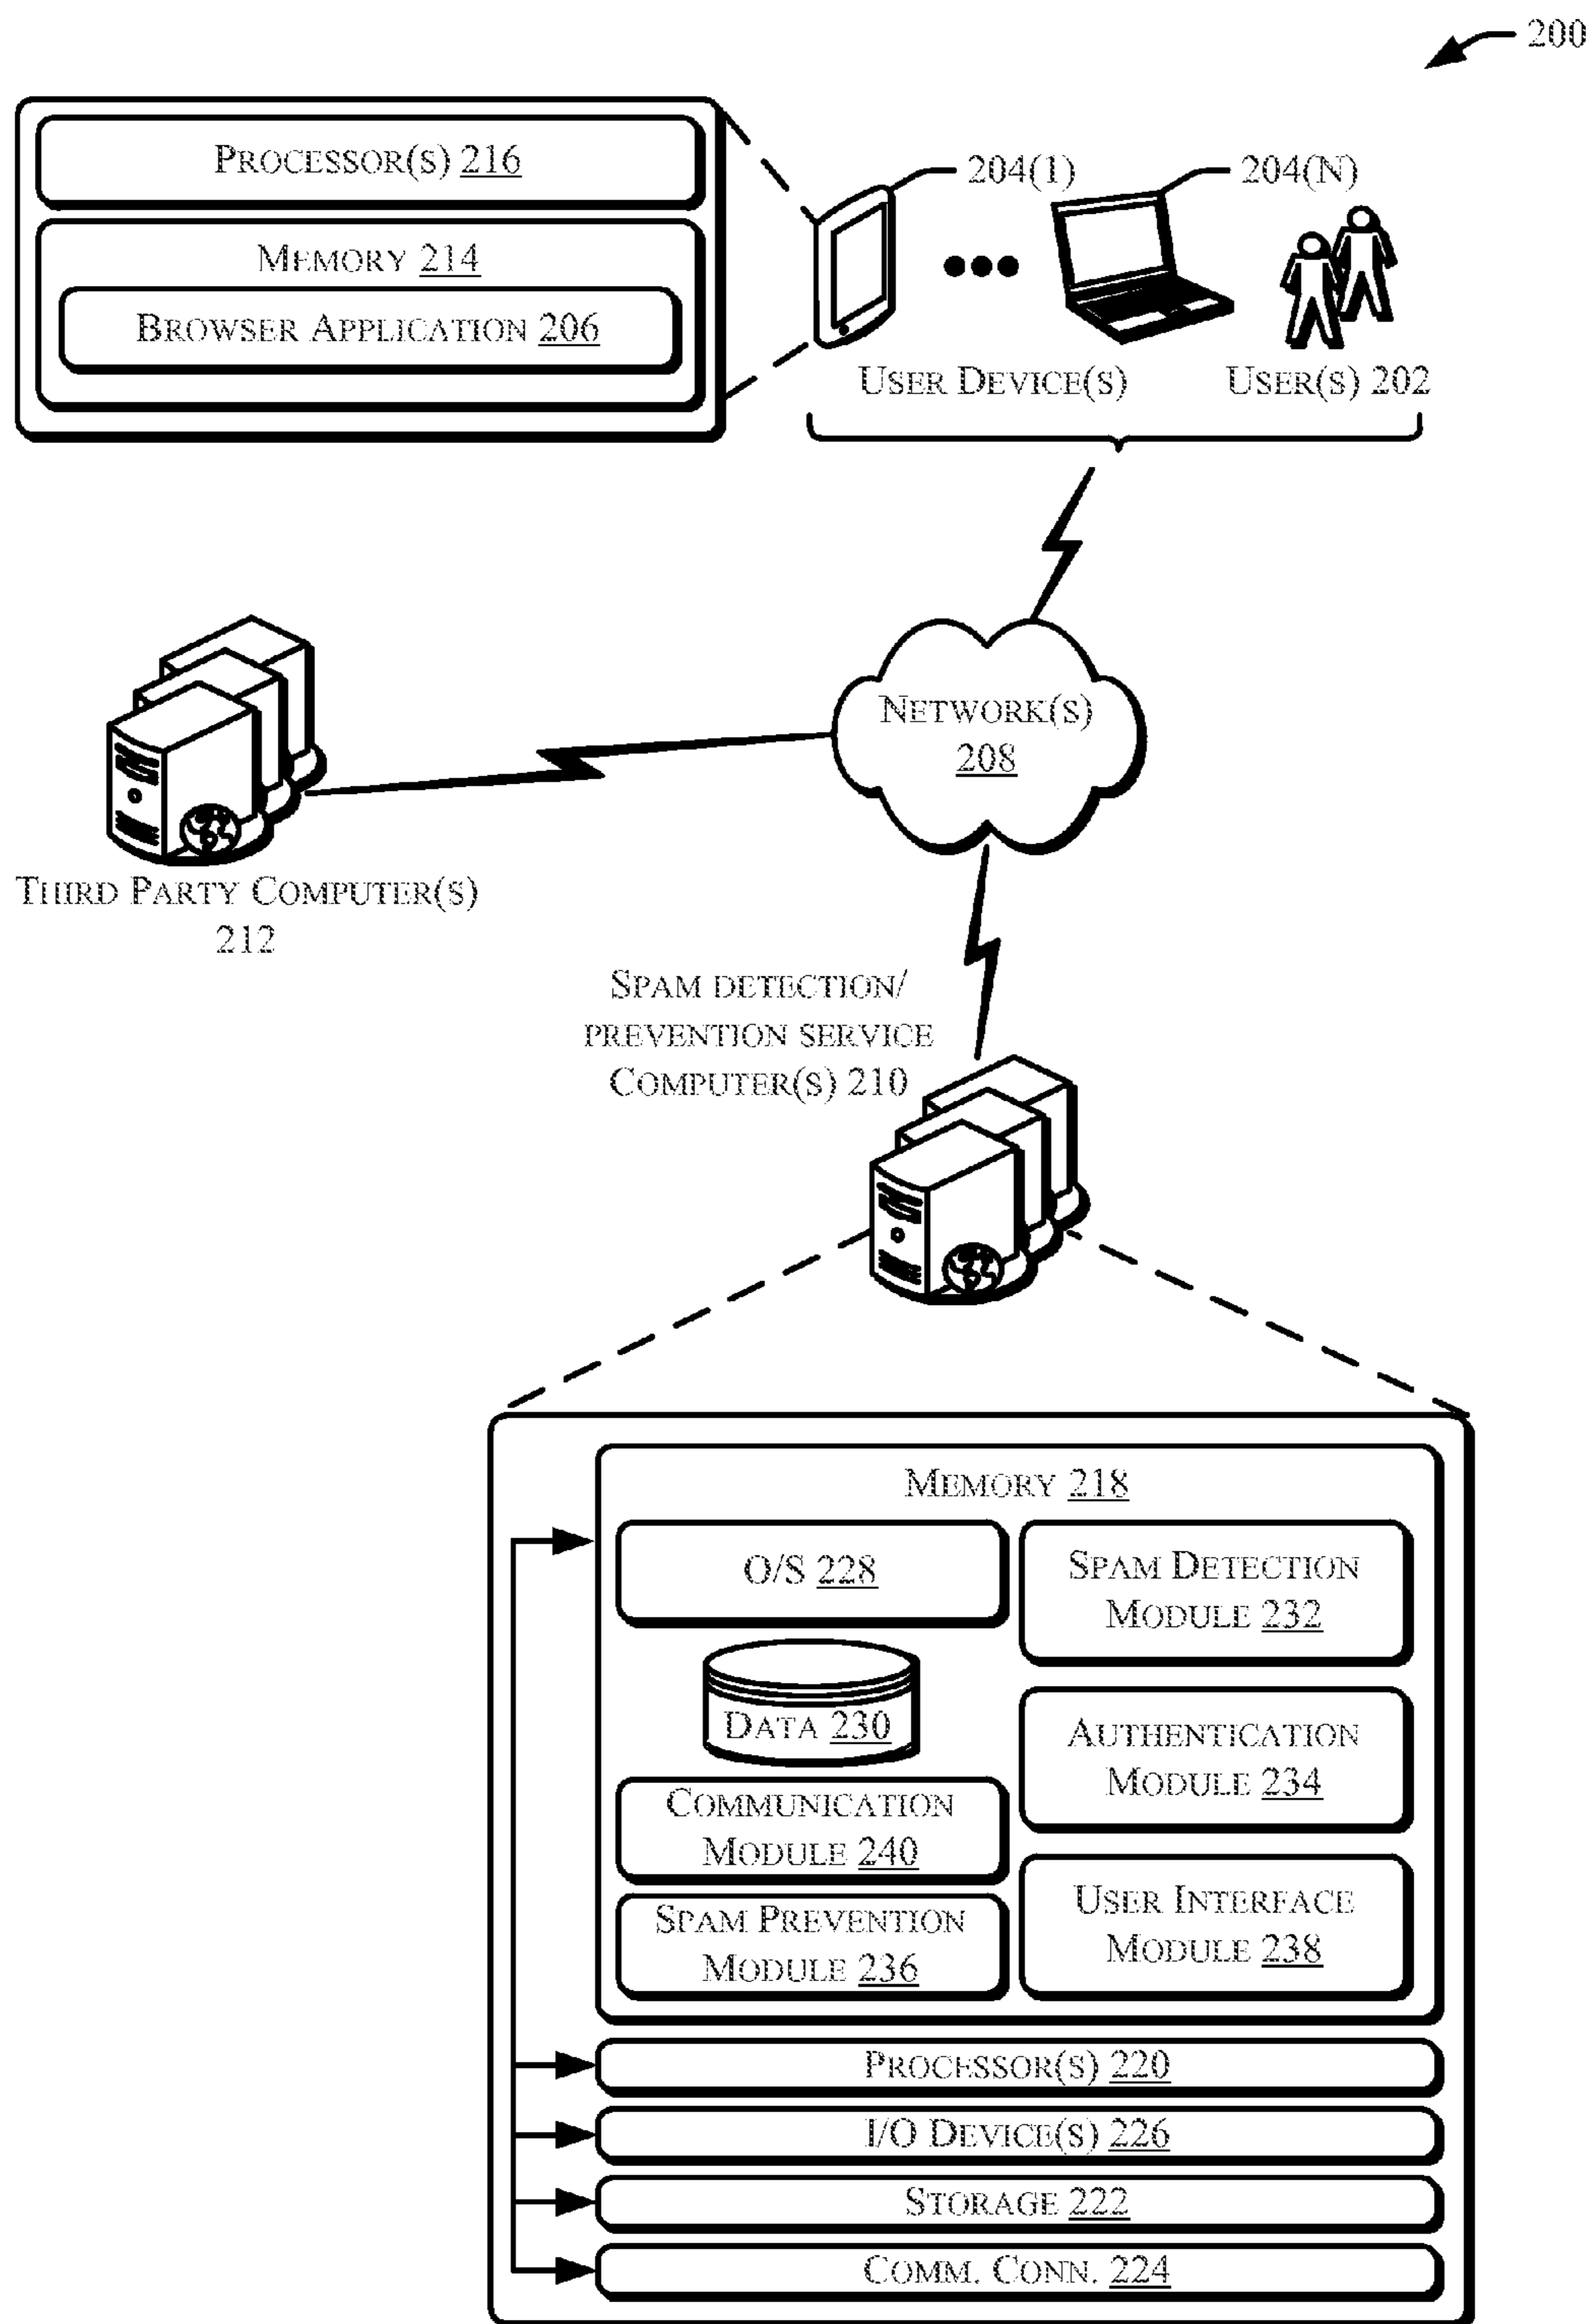 200
PROCESSOR(S) 216
MEMORY 214
BROWSER APPLICATION 206
204(1)
204(N)
USER DEVICE(S)
USER(S) 202
NETWORK(S)
208
THIRD PARTY COMPUTER(S)
212
SPAM DETECTION/
PREVENTION SERVICE
COMPUTER(S) 210
MEMORY 218
O/S 228
SPAM DETECTION
MODULE 232
DATA 230
AUTHENTICATION
MODULE 234
COMMUNICATION
MODULE 240
SPAM PREVENTION
MODULE 236
USER INTERFACE
MODULE 238
PROCESSOR(S) 220
I/O DEVICE(S) 226
STORAGE 222
COMM. CONN. 224